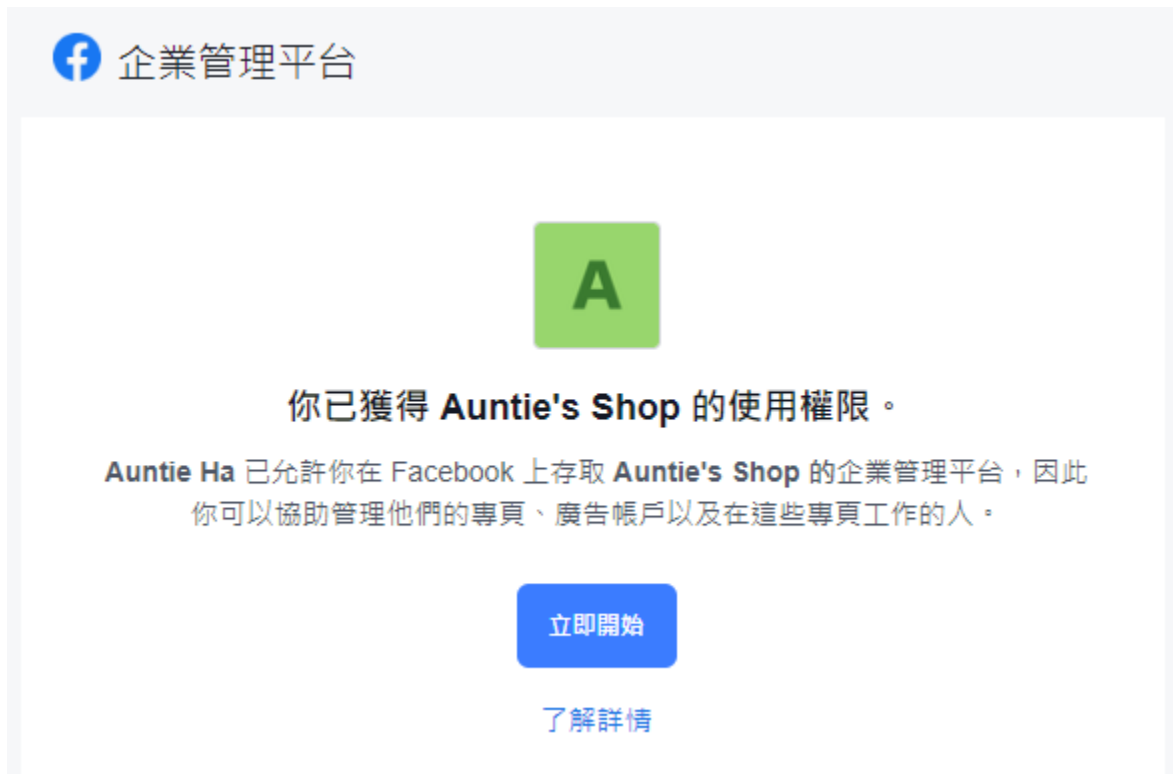 企業管理平台
A
你已獲得 Auntie's Shop 的使用權限。
Auntie Ha 已允許你在 Facebook 上存取 Auntie's Shop 的企業管理平台，因此
你可以協助管理他們的專頁、廣告帳戶以及在這些專頁工作的人。
立即開始
了解詳情